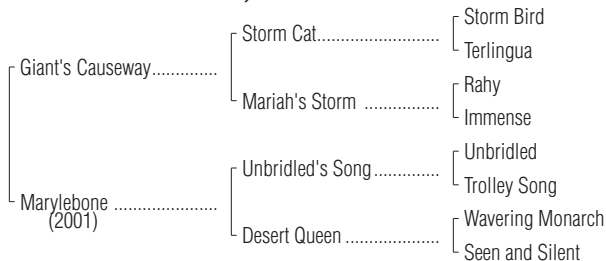 Storm Bird
Storm Cat................
Terlingua
Giant's Causeway..............
Rahy
Mariah's Storm ................
Immense
Unbridled
Unbridled's Song..............
Trolley Song
Marylebone ......................
(2001)
Wavering Monarch
Desert Queen ....................
Seen and Silent